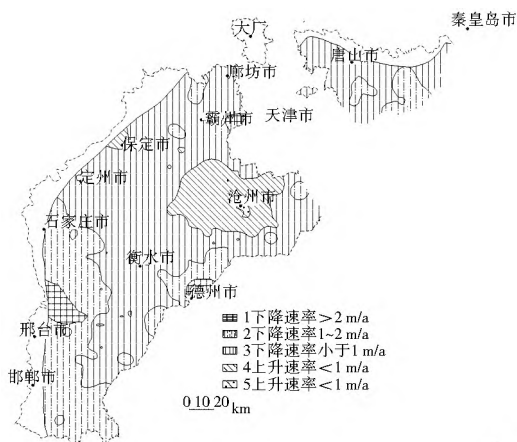 秦皇岛市
大厂
唐山市
廊坊市
霸州市
天津市
保定市
定州市
沧州市
石家庄市
衡水市
德州市
邢台市
邯郸市
1下降速率>2 m/a
2下降速率1~2 m/a
3下降速率小于1 m/a
4上升速率<1 m/a
5上升速率<1 m/a
0 10 20 km